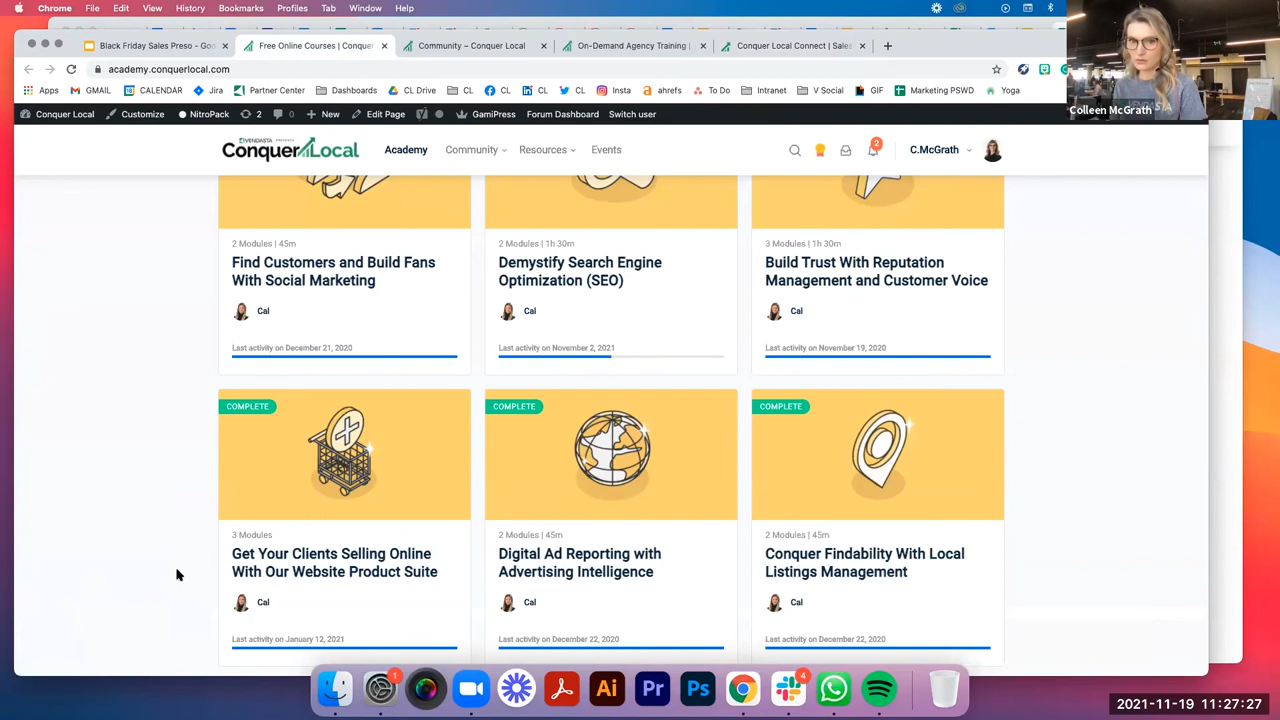 Chrome File Edit View History Bookmarks Profiles Tab Window Help
Black Friday Sales Preso - Goo
Free Online Courses | Conquer
Community – Conquer Local
On-Demand Agency Training |
Conquer Local Connect | Sales
academy.conquerlocal.com
Apps GMAIL CALENDAR Jira Partner Center Dashboards CL Drive CL CL CL CL Insta ahrefs To Do Intranet V Social GIF Marketing PSWD Yoga
Colleen McGrath
Conquer Local Customize NitroPack 2 0 New Edit Page GamiPress Forum Dashboard Switch user
VENDASTA PRESENTS
Conquer Local
Academy Community Resources Events
2
C.McGrath
2 Modules | 45m
Find Customers and Build Fans
With Social Marketing
Cal
Last activity on December 21, 2020
2 Modules | 1h 30m
Demystify Search Engine
Optimization (SEO)
Cal
Last activity on November 2, 2021
3 Modules | 1h 30m
Build Trust With Reputation
Management and Customer Voice
Cal
Last activity on November 19, 2020
COMPLETE
3 Modules
Get Your Clients Selling Online
With Our Website Product Suite
Cal
Last activity on January 12, 2021
COMPLETE
2 Modules | 45m
Digital Ad Reporting with
Advertising Intelligence
Cal
Last activity on December 22, 2020
COMPLETE
2 Modules | 45m
Conquer Findability With Local
Listings Management
Cal
Last activity on December 22, 2020
1
Ai
Pr
Ps
4
2021-11-19 11:27:27